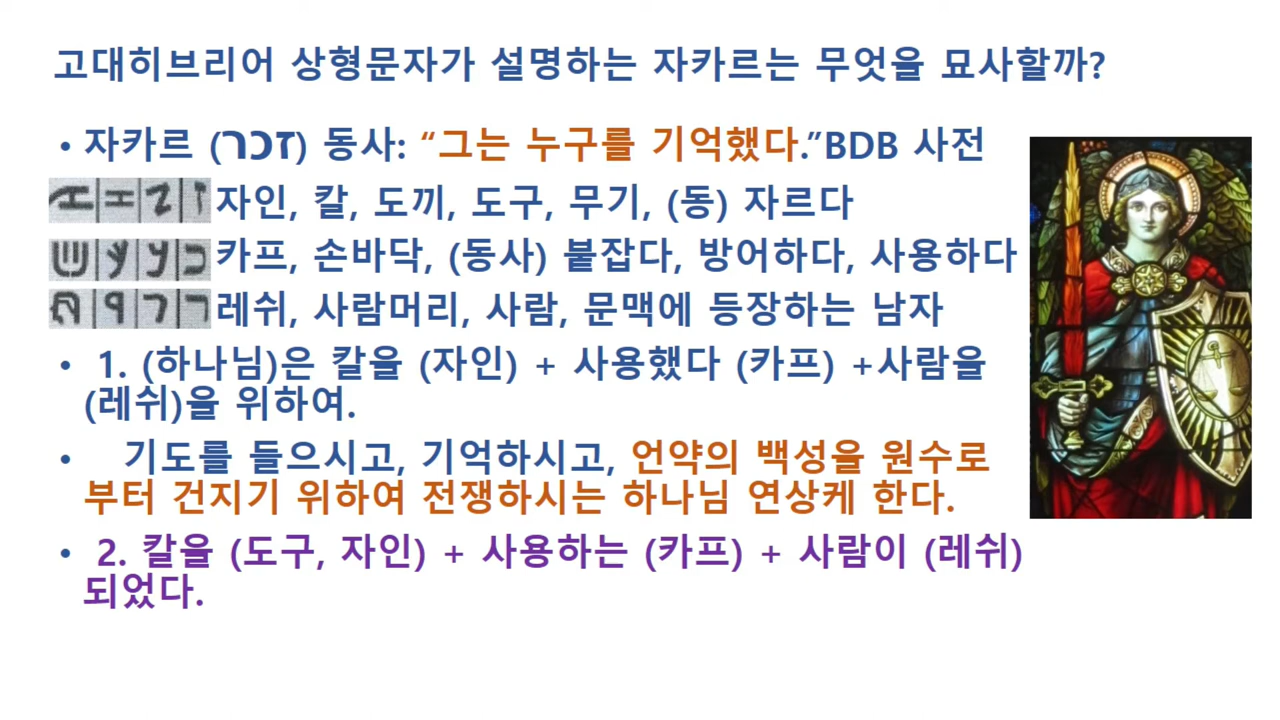 고대히브리어 상형문자가 설명하는 자카르는 무엇을 묘사할까?
• 자카르 (זכר) 동사: “그는 누구를 기억했다.”BDB 사전
자인, 칼, 도끼, 도구, 무기, (동) 자르다
카프, 손바닥, (동사) 붙잡다, 방어하다, 사용하다
레쉬, 사람머리, 사람, 문맥에 등장하는 남자
• 1. (하나님)은 칼을 (자인) + 사용했다 (카프) +사람을
(레쉬)을 위하여.
• 기도를 들으시고, 기억하시고, 언약의 백성을 원수로
부터 건지기 위하여 전쟁하시는 하나님 연상케 한다.
• 2. 칼을 (도구, 자인) + 사용하는 (카프) + 사람이 (레쉬)
되었다.